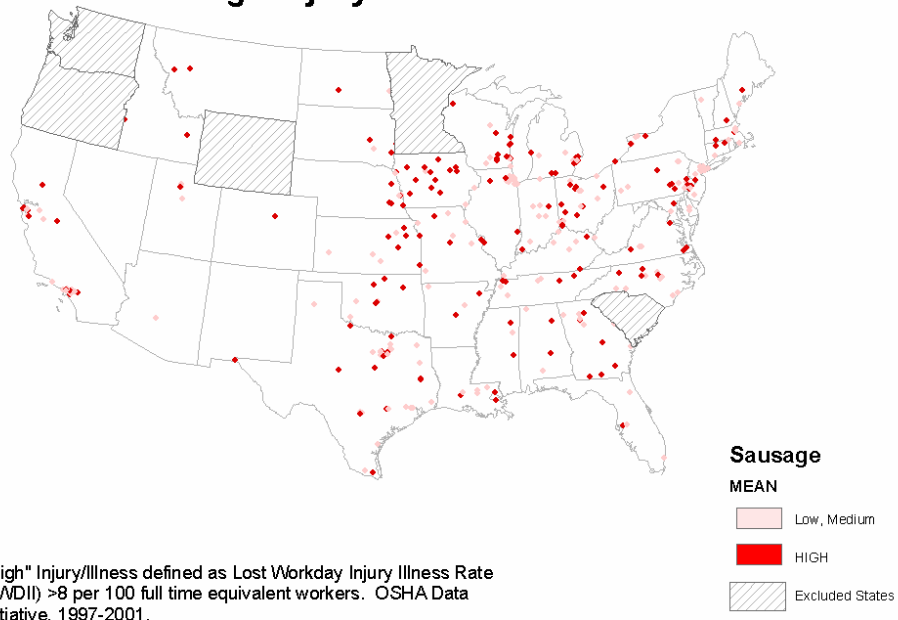 Injury
Sausage
MEAN
Low, Medium
HIGH
Excluded States
igh" Injury/Illness defined as Lost Workday Injury Illness Rate
WDII) >8 per 100 full time equivalent workers. OSHA Data
tiative, 1997-2001.